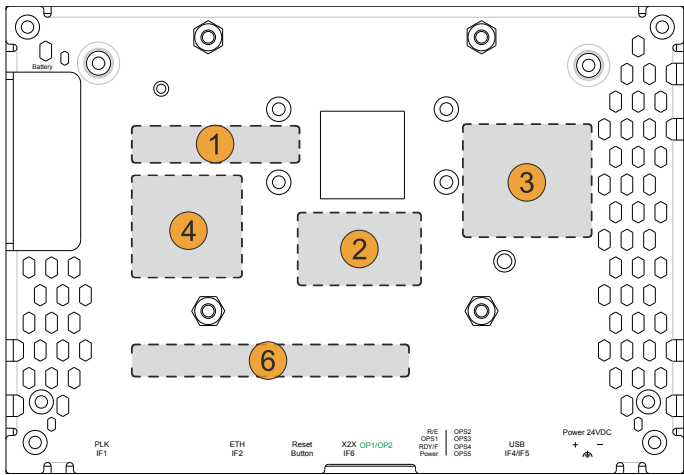 Battery
1
3
4
2
6
R/E OPS2
OPS1 OPS3
RDY/F OPS4
Power OPS5
PLK
IF1
ETH
IF2
Reset
Button
X2X OP1/OP2
IF6
USB
IF4/IF5
Power 24VDC
+ −